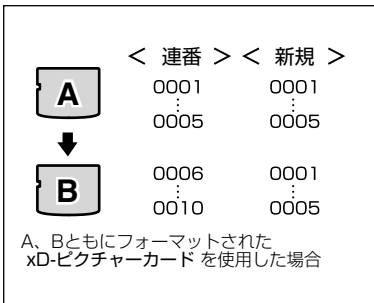 ＜ 連番 ＞＜ 新規 ＞
A 0001 0001
⋮ ⋮
0005 0005
B 0006 0001
⋮ ⋮
0010 0005
A、Bともにフォーマットされた
xD-ピクチャーカード を使用した場合